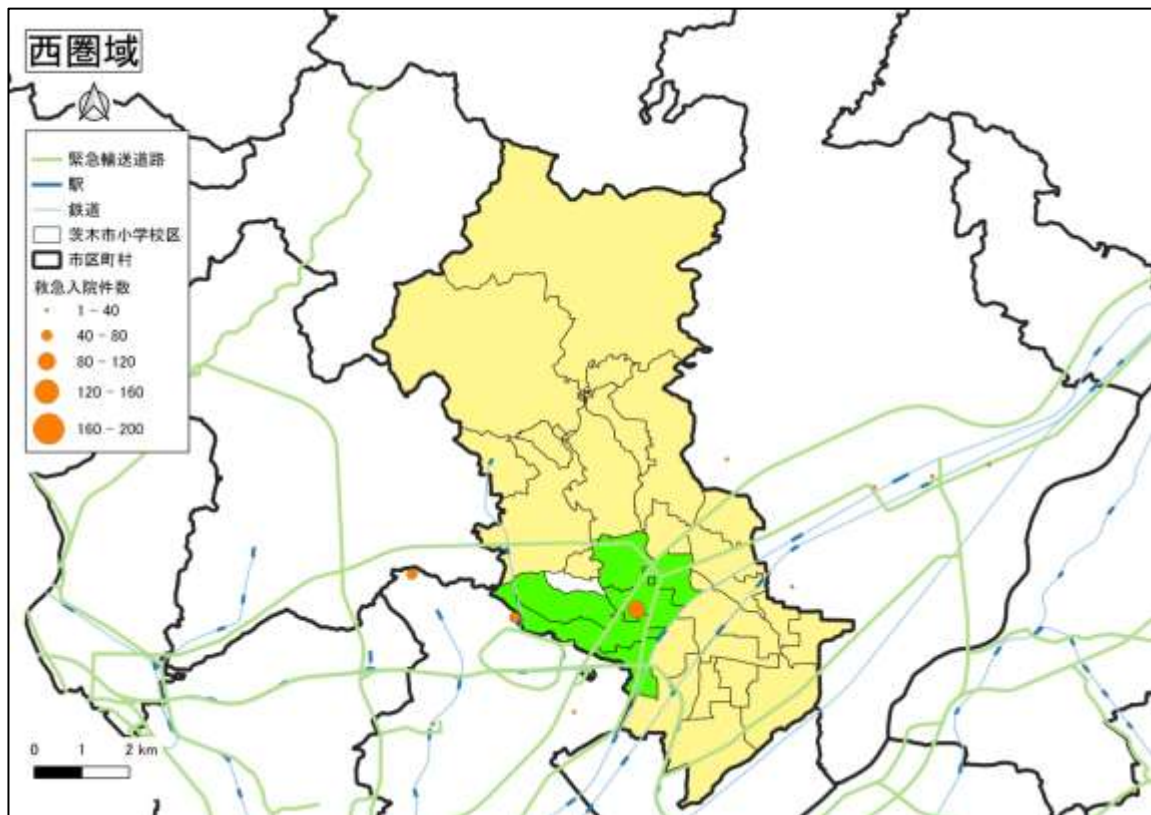 西圏域
緊急輸送道路
駅
鉄道
茨木市小学校区
市区町村
救急入院件数
1 - 40
40 - 80
80 - 120
120 - 160
160 - 200
0 1 2 km